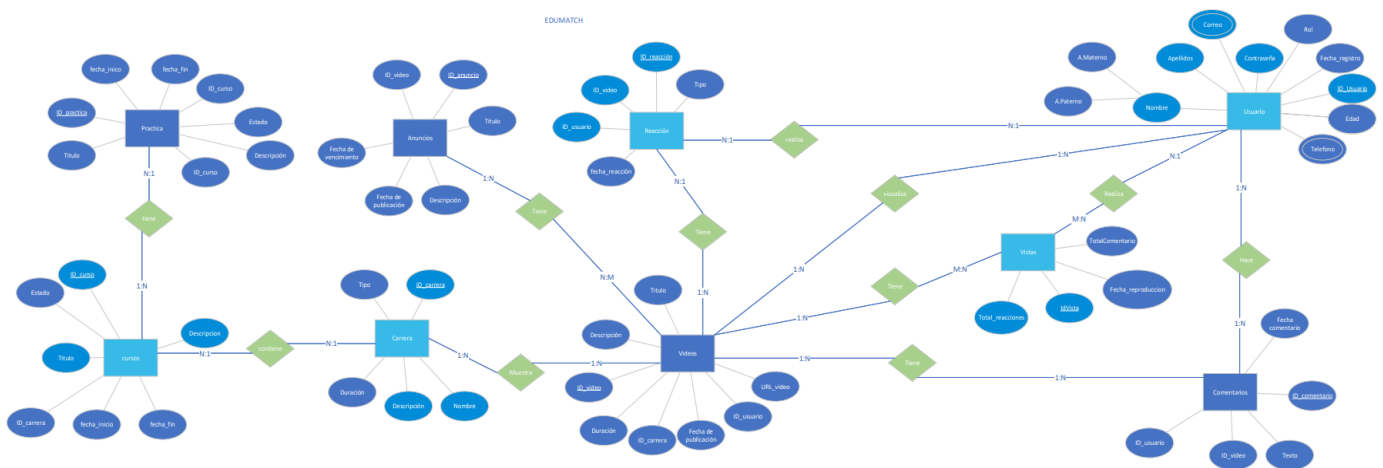 EDUMATCH
fecha_inico
fecha_fin
ID_curso
ID_practica
Estado
Practica
Título
Descripción
ID_curso
N:1
tiene
1:N
ID_curso
Estado
Descripcion
Titulo
cursos
N:1
ID_carrera
fecha_inicio
fecha_fin
contiene
N:1
Tipo
ID_carrera
Carrera
1:N
Duración
Descripción
Nombre
Muestra
1:N
ID_video
ID_anuncio
Título
Anuncios
Fecha de
vencimiento
Fecha de
publicación
Descripción
1:N
Tiene
N:M
ID_reacción
ID_video
Tipo
ID_usuario
Reacción
fecha_reacción
N:1
realiza
N:1
N:1
Tiene
1:N
Título
Descripción
Videos
ID_video
URL_video
Duración
ID_carrera
Fecha de
publicación
ID_usuario
1:N
visualiza
1:N
Correo
Rol
A.Materno
Apellidos
Contraseña
Fecha_registro
ID_Usuario
A.Paterno
Nombre
Usuario
Edad
Telefono
N:1
Realiza
M:N
Vistas
TotalComentario
Fecha_reproduccion
Total_reacciones
IdVista
M:N
Tiene
1:N
1:N
Hace
1:N
1:N
Tiene
1:N
Fecha
comentario
Comentarios
ID_comentario
ID_usuario
ID_video
Texto